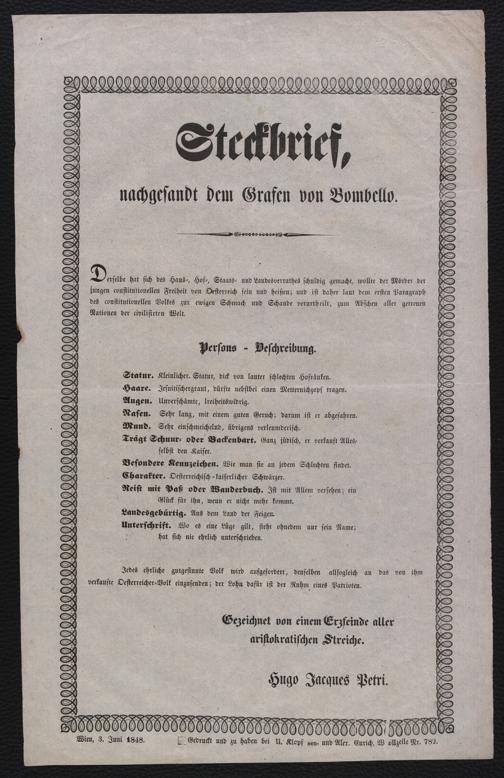 Steckbrief,
nachgesandt dem Grafen von Bombello.
Derselbe hat sich des Haus-, Hof-, Staats- und Landesverrathes schuldig gemacht, wollte der Mörder der
jungen constitutionellen Freiheit von Oesterreich sein und heißen; und ist daher laut dem ersten Paragraph
des constitutionellen Volkes zur ewigen Schmach und Schande verurtheilt, zum Abscheu aller getreuen
Nationen der civilisirten Welt.
Persons - Beschreibung.
Statur. Kleinlicher Statur, dick von lauter schlechten Hofränken.
Haare. Jesuitischergraut, dürfte nebstbei einen Metternichzopf tragen.
Augen. Unverschämte, freiheitswidrig.
Nasen. Sehr lang, mit einem guten Geruch; darum ist er abgefahren.
Mund. Sehr einschmeichelnd, übrigens verleumderisch.
Trägt Schnur- oder Backenbart. Ganz jüdisch, er verkauft Alles-
selbst den Kaiser.
Besondere Kennzeichen. Wie man sie an jedem Schlechten findet.
Charakter. Oesterreichisch-kaiserlicher Schwärzer.
Reist mit Paß oder Wanderbuch. Ist mit Allem versehen; ein
Glück für ihn, wenn er nicht mehr kommt.
Landesgebürtig. Aus dem Land der Feigen.
Unterschrift. Wo es eine Lüge gilt, steht ohnedem nur sein Name;
hat sich nie ehrlich unterschrieben.
Jedes ehrliche gutgesinnte Volk wird aufgefordert, denselben allsogleich an das von ihm
verkaufte Oesterreicher-Volk einzusenden; der Lohn dafür ist der Ruhm eines Patrioten.
Gezeichnet von einem Erzfeinde aller
aristokratischen Streiche.
Hugo Jacques Petri.
Wien, 3. Juni 1848. Gedruckt und zu haben bei U. Klopf sen- und Alex. Eurich, Wollzeile Nr. 782.